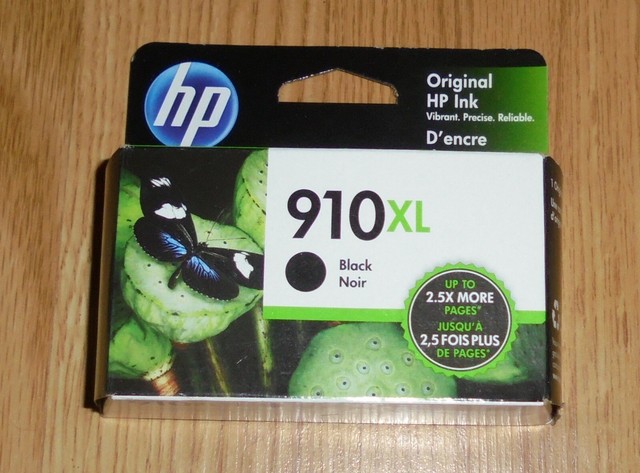 hp
Original
HP Ink
Vibrant. Precise. Reliable.
D'encre
910XL
Black
Noir
UP TO
2.5X MORE
PAGES*
JUSQU'À
2,5 FOIS PLUS
DE PAGES*